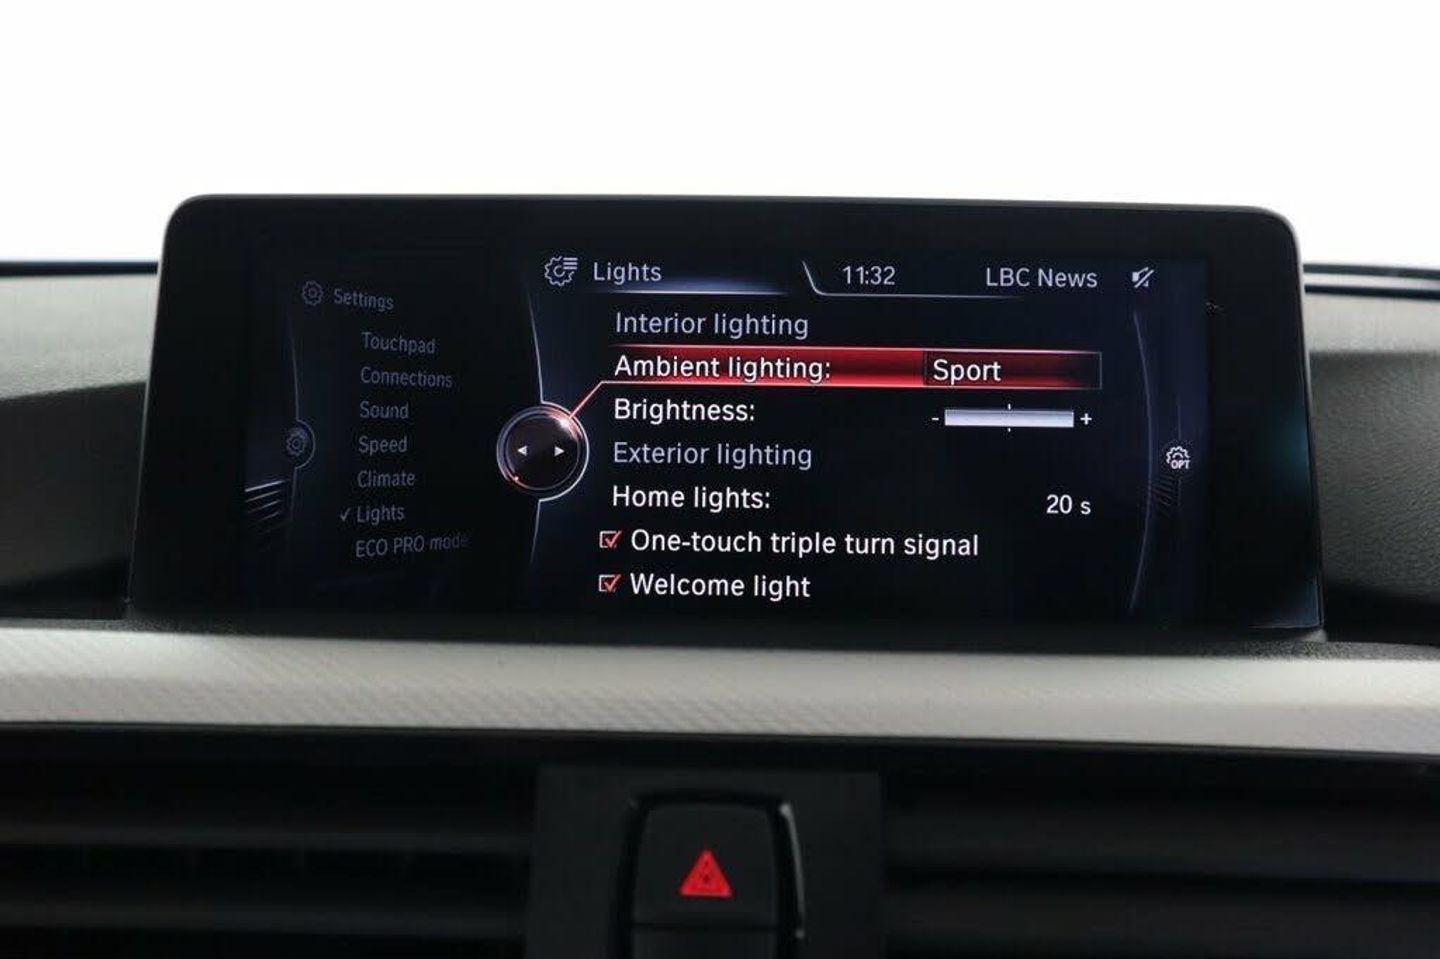 Lights
11:32
LBC News
Settings
Touchpad
Connections
Sound
Speed
Climate
✓ Lights
ECO PRO mode
Interior lighting
Ambient lighting: Sport
Brightness: - +
Exterior lighting
Home lights: 20 s
One-touch triple turn signal
Welcome light
OPT